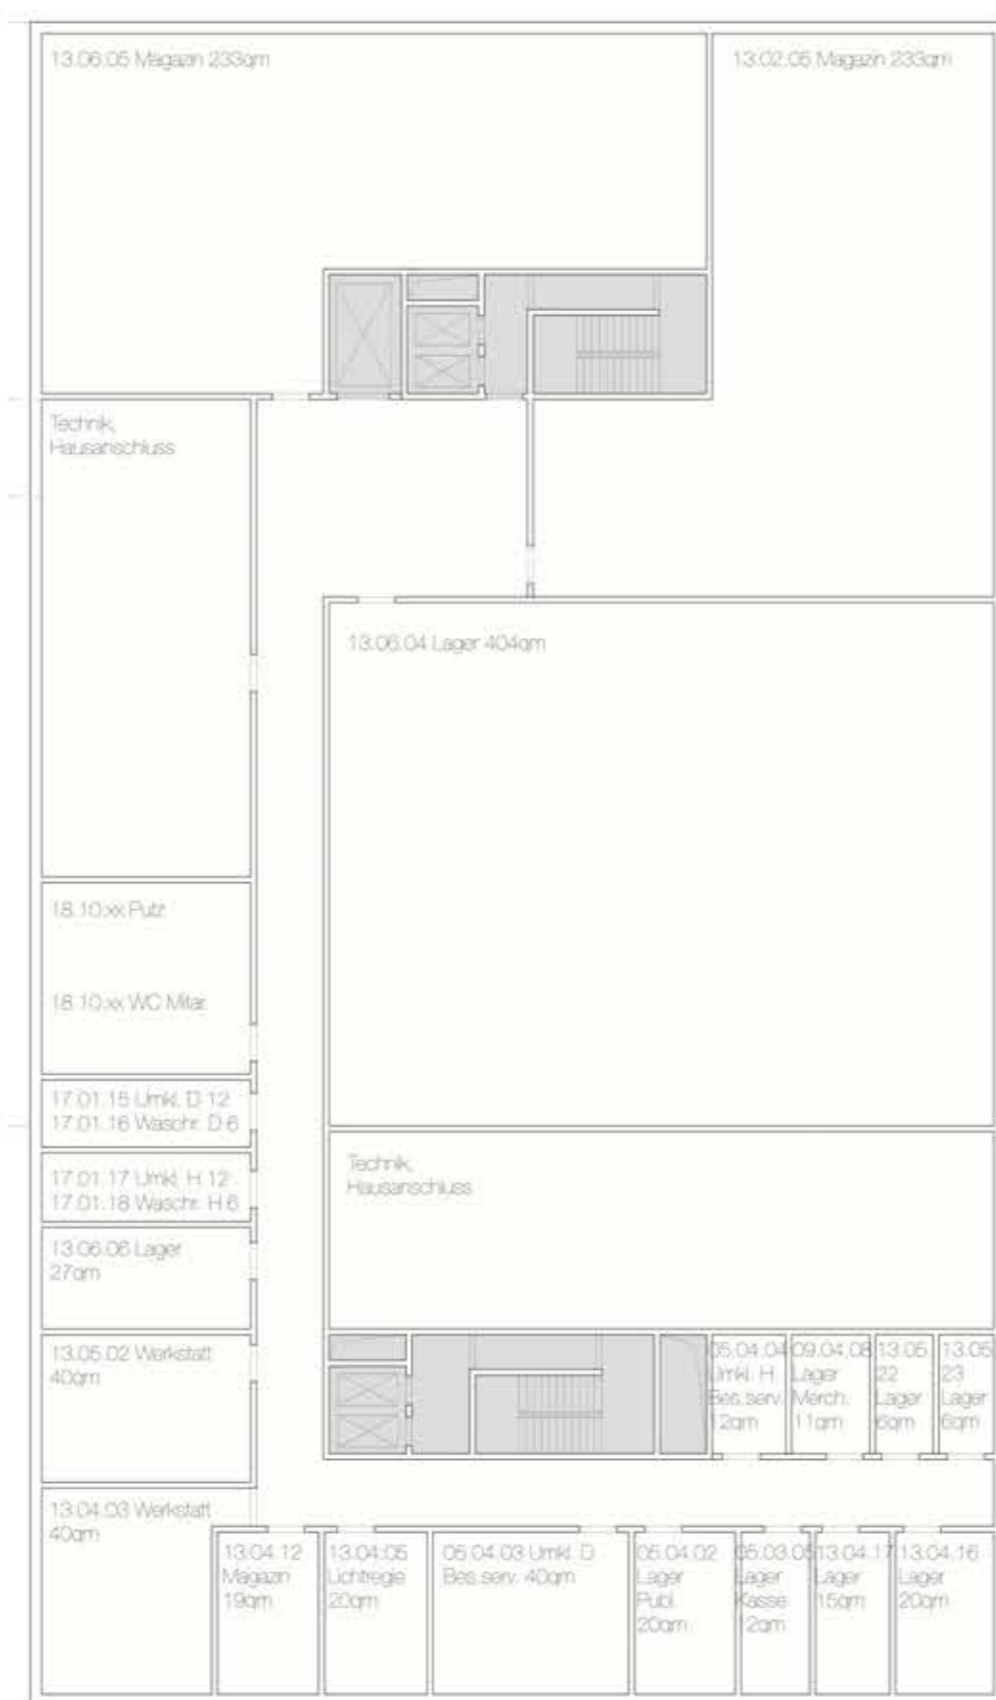 13.06.05 Magazin 233qm
13.02.05 Magazin 233qm
Technik,
Hausanschluss
13.06.04 Lager 404qm
18.10.xx Putz
18.10.xx WC Mitar.
17.01.15 Umkl. D 12
17.01.16 Waschr. D 6
17.01.17 Umkl. H 12
17.01.18 Waschr. H 6
Technik,
Hausanschluss
13.06.06 Lager
27qm
13.05.02 Werkstatt
40qm
05.04.04
Umkl. H
Bes.serv.
12qm
09.04.08
Lager
Merch.
11qm
13.05
22
Lager
6qm
13.05
23
Lager
6qm
13.04.03 Werkstatt
40qm
13.04.12
Magazin
19qm
13.04.05
Lichtregie
20qm
05.04.03 Umkl. D
Bes.serv. 40qm
05.04.02
Lager
Publ.
20qm
05.03.05
Lager
Kasse
12qm
13.04.17
Lager
15qm
13.04.16
Lager
20qm